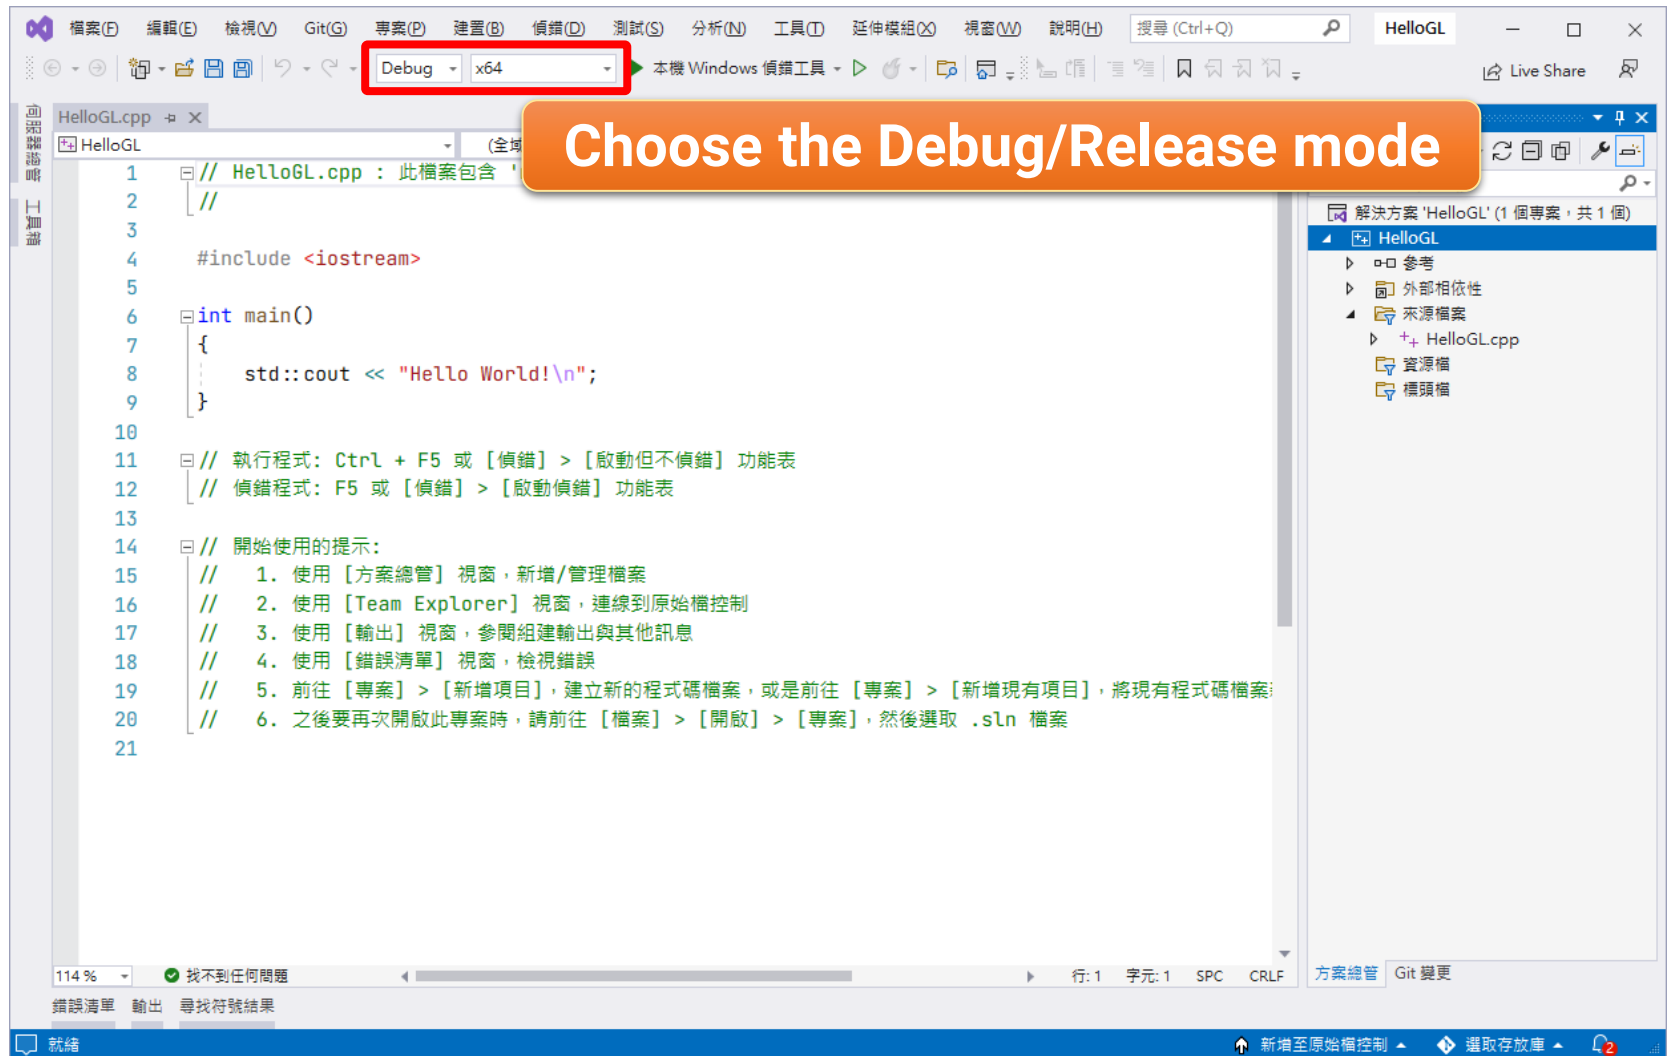 檔案(F) 編輯(E) 檢視(V) Git(G) 專案(P) 建置(B) 偵錯(D) 測試(S) 分析(N) 工具(T) 延伸模組(X) 視窗(W) 說明(H) 搜尋 (Ctrl+Q) HelloGL
Debug x64 本機 Windows 偵錯工具 Live Share
Choose the Debug/Release mode
伺服器總管
工具箱
HelloGL.cpp
HelloGL (全域
1 // HelloGL.cpp : 此檔案包含 '
2 //
3
4 #include <iostream>
5
6 int main()
7 {
8 std::cout << "Hello World!\n";
9 }
10
11 // 執行程式: Ctrl + F5 或 [偵錯] > [啟動但不偵錯] 功能表
12 // 偵錯程式: F5 或 [偵錯] > [啟動偵錯] 功能表
13
14 // 開始使用的提示:
15 // 1. 使用 [方案總管] 視窗，新增/管理檔案
16 // 2. 使用 [Team Explorer] 視窗，連線到原始檔控制
17 // 3. 使用 [輸出] 視窗，參閱組建輸出與其他訊息
18 // 4. 使用 [錯誤清單] 視窗，檢視錯誤
19 // 5. 前往 [專案] > [新增項目]，建立新的程式碼檔案，或是前往 [專案] > [新增現有項目]，將現有程式碼檔案
20 // 6. 之後要再次開啟此專案時，請前往 [檔案] > [開啟] > [專案]，然後選取 .sln 檔案
21
解決方案 'HelloGL' (1 個專案，共 1 個)
HelloGL
參考
外部相依性
來源檔案
HelloGL.cpp
資源檔
標頭檔
114 % 找不到任何問題 行: 1 字元: 1 SPC CRLF
方案總管 Git 變更
錯誤清單 輸出 尋找符號結果
就緒 新增至原始檔控制 選取存放庫 2